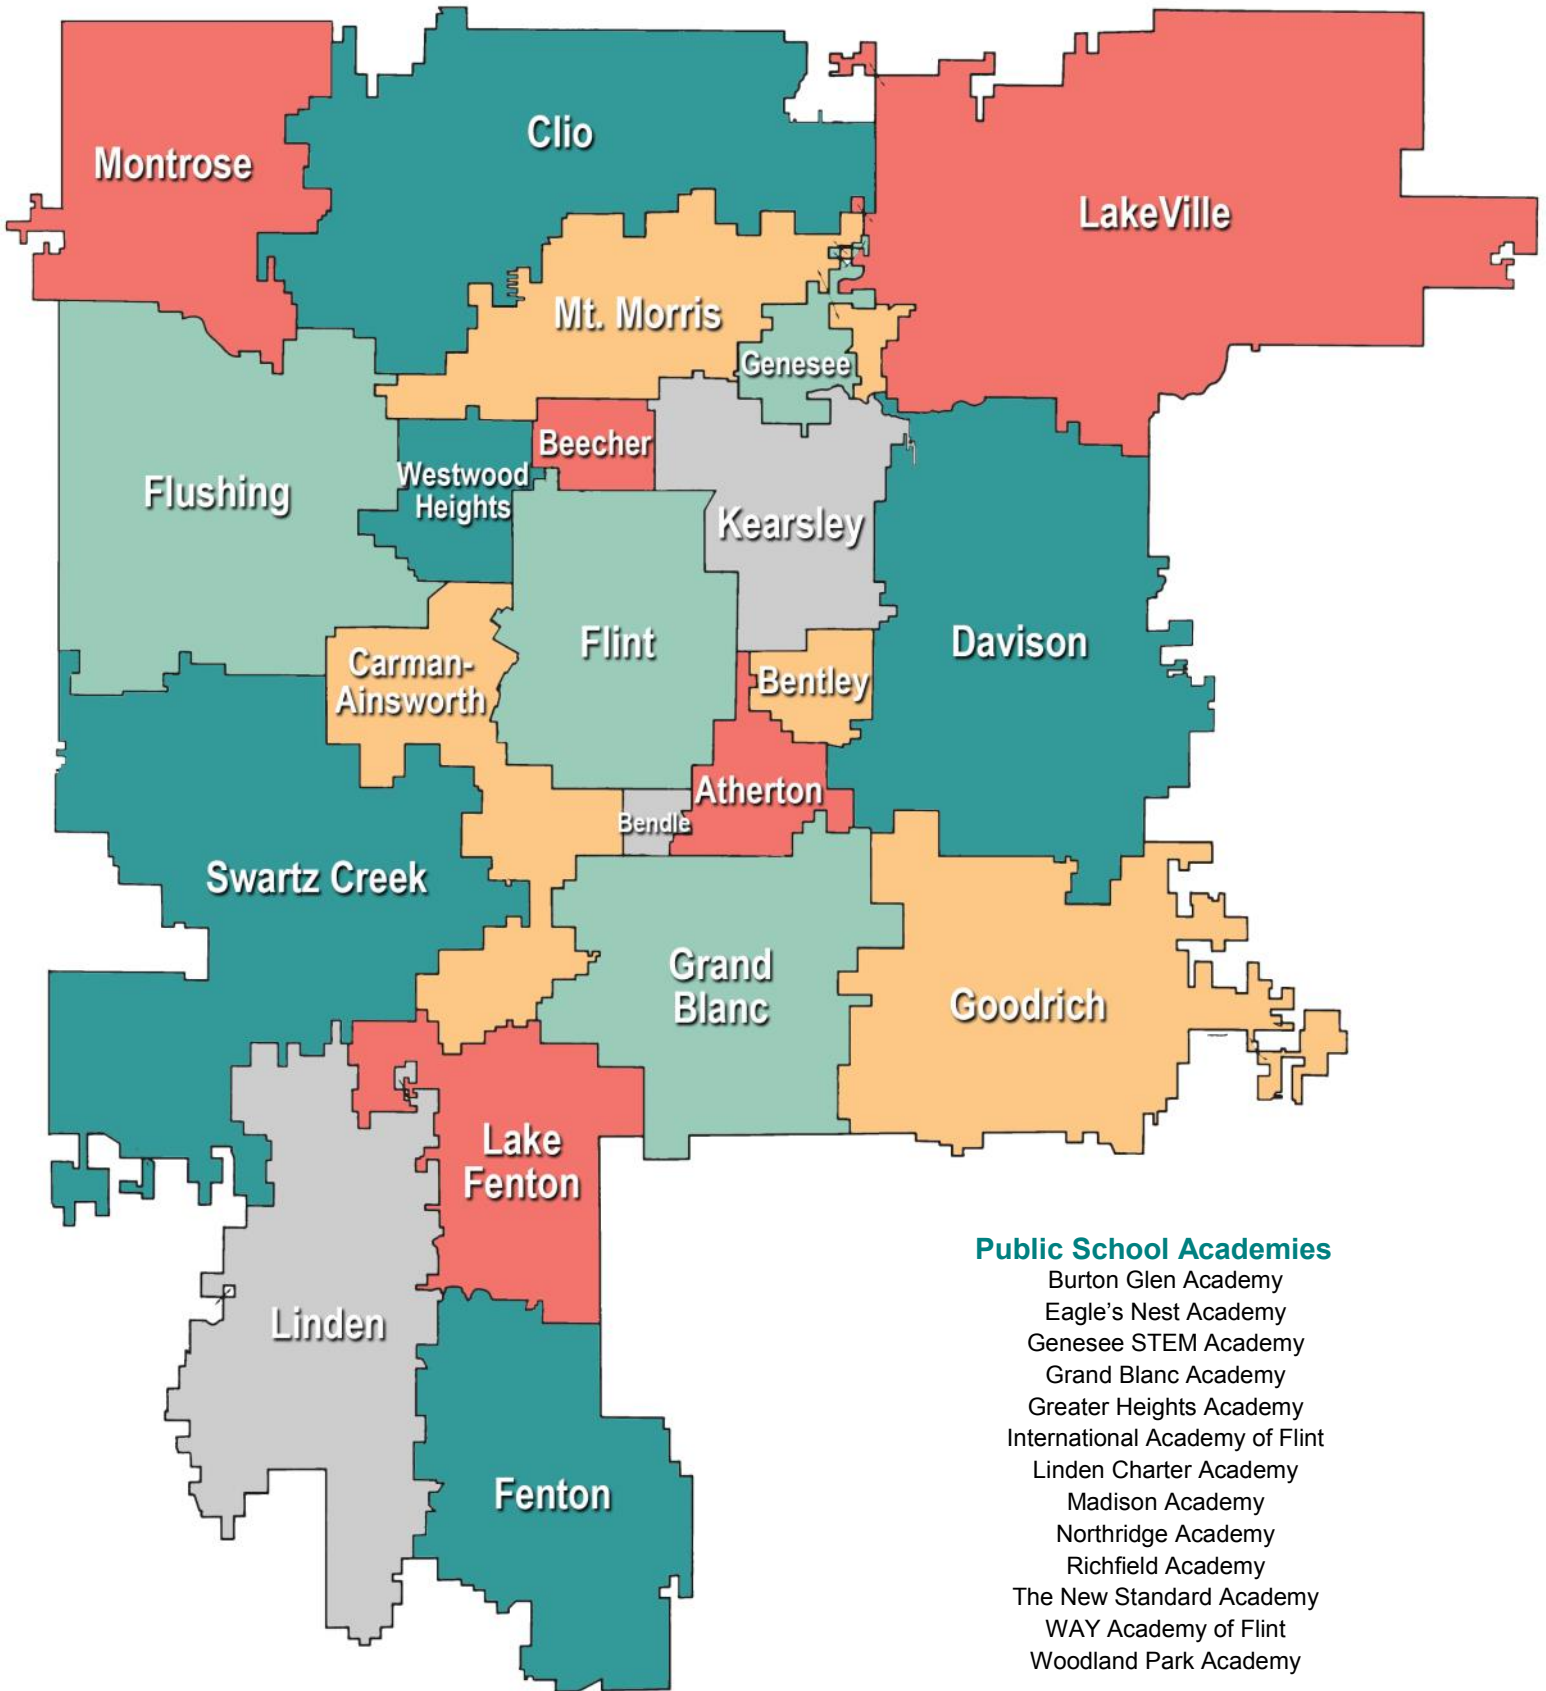 Clio
Montrose
LakeVille
Mt. Morris
Genesee
Beecher
Westwood
Heights
Flushing
Kearsley
Flint
Davison
Carman-
Ainsworth
Bentley
Atherton
Bendle
Swartz Creek
Grand
Blanc
Goodrich
Lake
Fenton
Linden
Fenton
Public School Academies
Burton Glen Academy
Eagle's Nest Academy
Genesee STEM Academy
Grand Blanc Academy
Greater Heights Academy
International Academy of Flint
Linden Charter Academy
Madison Academy
Northridge Academy
Richfield Academy
The New Standard Academy
WAY Academy of Flint
Woodland Park Academy